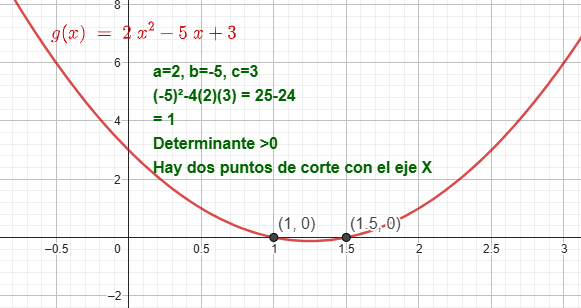 8
g(x) = 2 x² − 5 x + 3
6
a=2, b=-5, c=3
(-5)²-4(2)(3) = 25-24
4
= 1
Determinante >0
Hay dos puntos de corte con el eje X
2
(1, 0) (1.5, 0)
−0.5 0 0.5 1 1.5 2 2.5 3
−2